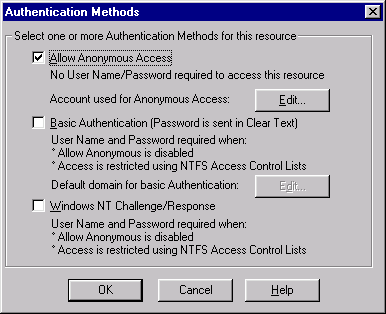 Authentication Methods
Select one or more Authentication Methods for this resource
Allow Anonymous Access
No User Name/Password required to access this resource
Account used for Anonymous Access: Edit...
Basic Authentication (Password is sent in Clear Text)
User Name and Password required when:
* Allow Anonymous is disabled
* Access is restricted using NTFS Access Control Lists
Default domain for basic Authentication: Edit...
Windows NT Challenge/Response
User Name and Password required when:
* Allow Anonymous is disabled
* Access is restricted using NTFS Access Control Lists
OK Cancel Help